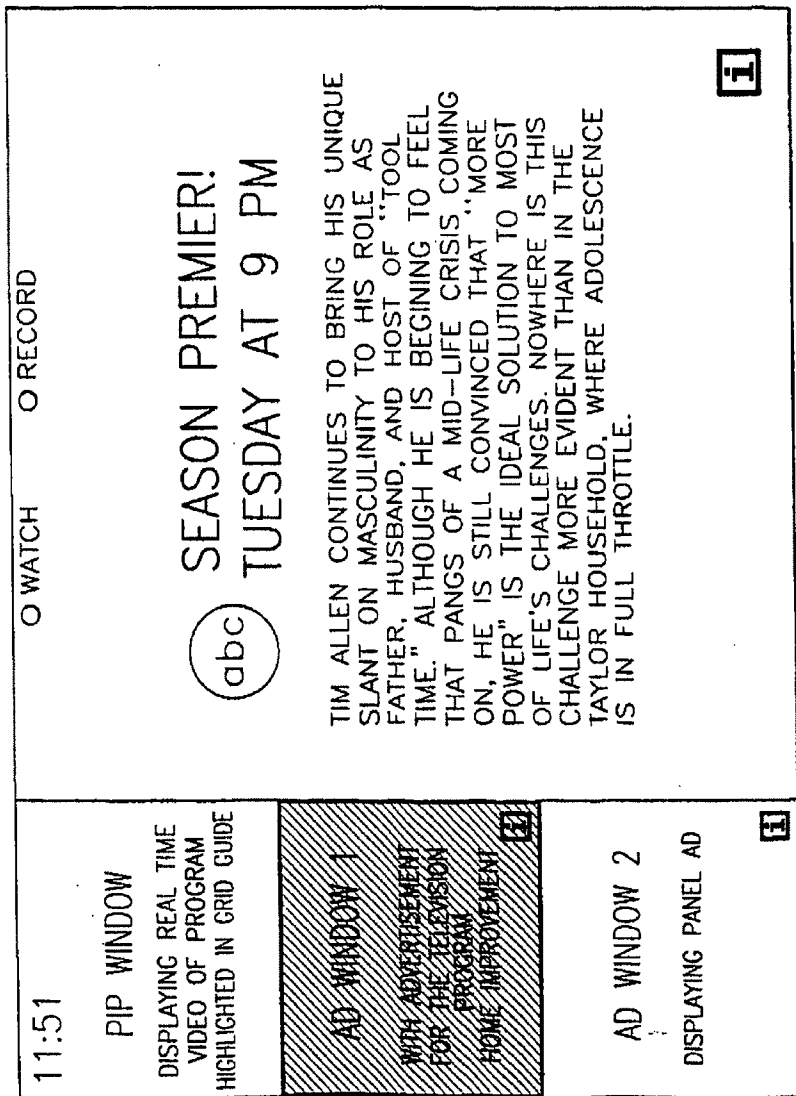 11:51
PIP WINDOW
DISPLAYING REAL TIME
VIDEO OF PROGRAM
HIGHLIGHTED IN GRID GUIDE
AD WINDOW 1
WITH ADVERTISEMENT
FOR THE TELEVISION
PROGRAM
HOME IMPROVEMENT
i
AD WINDOW 2
DISPLAYING PANEL AD
i
O WATCH
O RECORD
abc
SEASON PREMIER!
TUESDAY AT 9 PM
TIM ALLEN CONTINUES TO BRING HIS UNIQUE
SLANT ON MASCULINITY TO HIS ROLE AS
FATHER, HUSBAND, AND HOST OF "TOOL
TIME." ALTHOUGH HE IS BEGINING TO FEEL
THAT PANGS OF A MID-LIFE CRISIS COMING
ON, HE IS STILL CONVINCED THAT "MORE
POWER" IS THE IDEAL SOLUTION TO MOST
OF LIFE'S CHALLENGES. NOWHERE IS THIS
CHALLENGE MORE EVIDENT THAN IN THE
TAYLOR HOUSEHOLD, WHERE ADOLESCENCE
IS IN FULL THROTTLE.
i